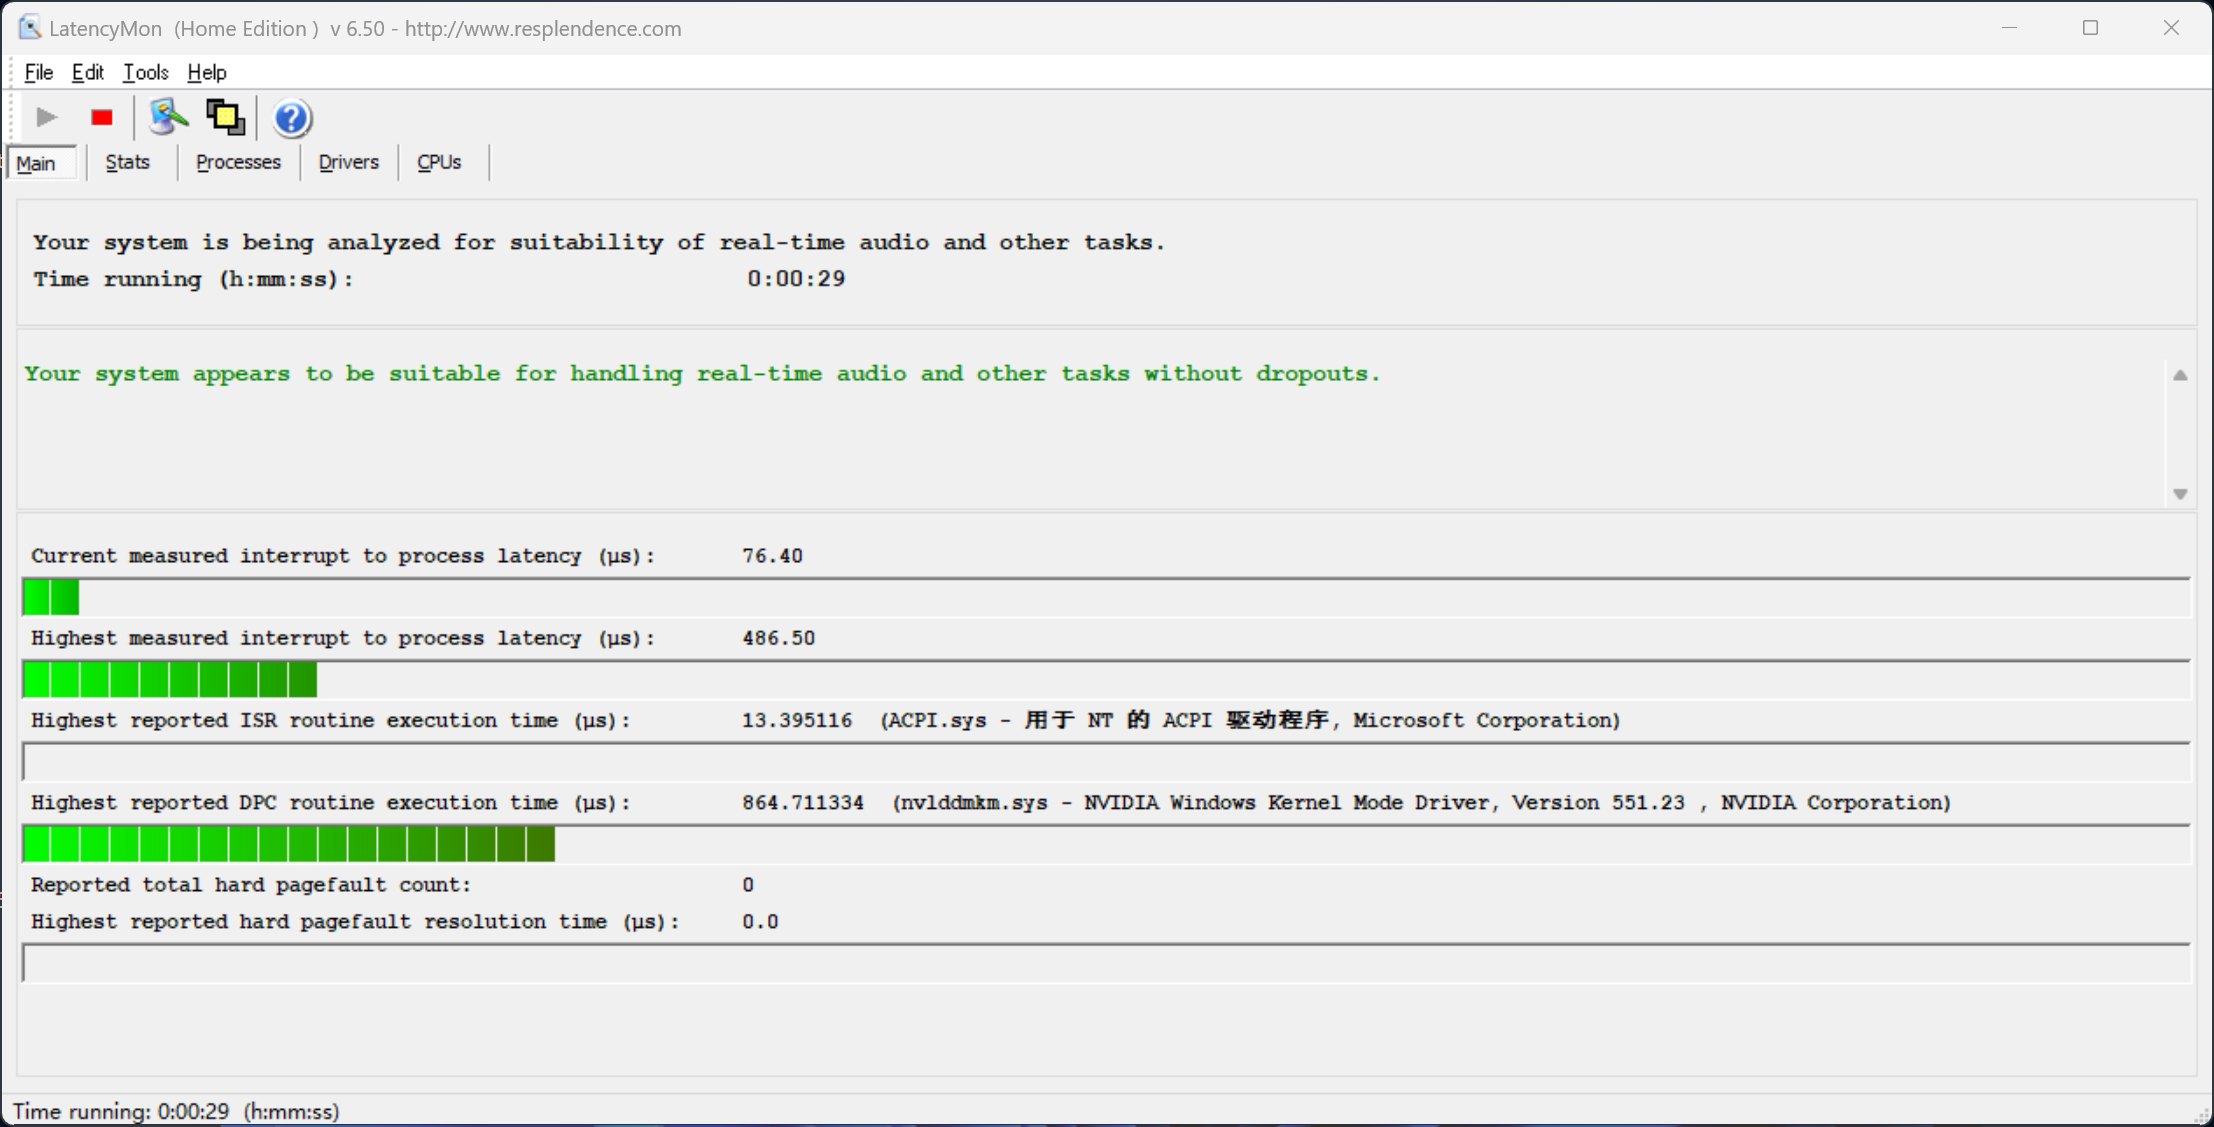 LatencyMon (Home Edition ) v 6.50 - http://www.resplendence.com
File Edit Tools Help
Main Stats Processes Drivers CPUs
Your system is being analyzed for suitability of real-time audio and other tasks.
Time running (h:mm:ss): 0:00:29
Your system appears to be suitable for handling real-time audio and other tasks without dropouts.
Current measured interrupt to process latency (µs): 76.40
Highest measured interrupt to process latency (µs): 486.50
Highest reported ISR routine execution time (µs): 13.395116 (ACPI.sys - 用于 NT 的 ACPI 驱动程序, Microsoft Corporation)
Highest reported DPC routine execution time (µs): 864.711334 (nvlddmkm.sys - NVIDIA Windows Kernel Mode Driver, Version 551.23 , NVIDIA Corporation)
Reported total hard pagefault count: 0
Highest reported hard pagefault resolution time (µs): 0.0
Time running: 0:00:29 (h:mm:ss)